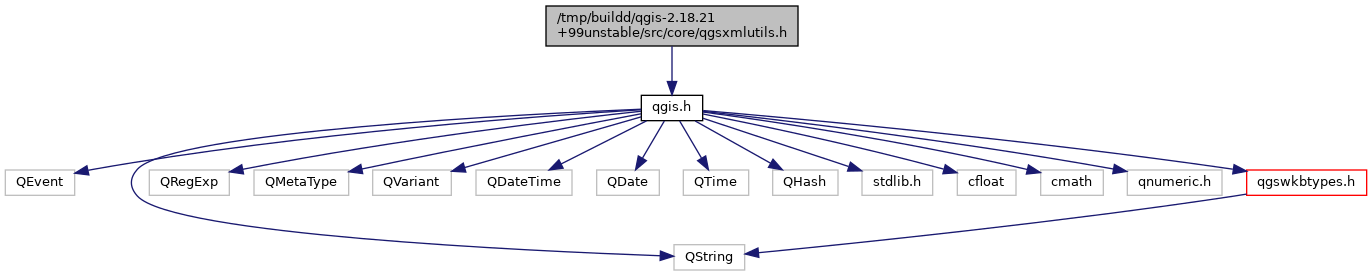 /tmp/buildd/qgis-2.18.21
+99unstable/src/core/qgsxmlutils.h
qgis.h
QEvent
QRegExp
QMetaType
QVariant
QDateTime
QDate
QTime
QHash
stdlib.h
cfloat
cmath
qnumeric.h
qgswkbtypes.h
QString